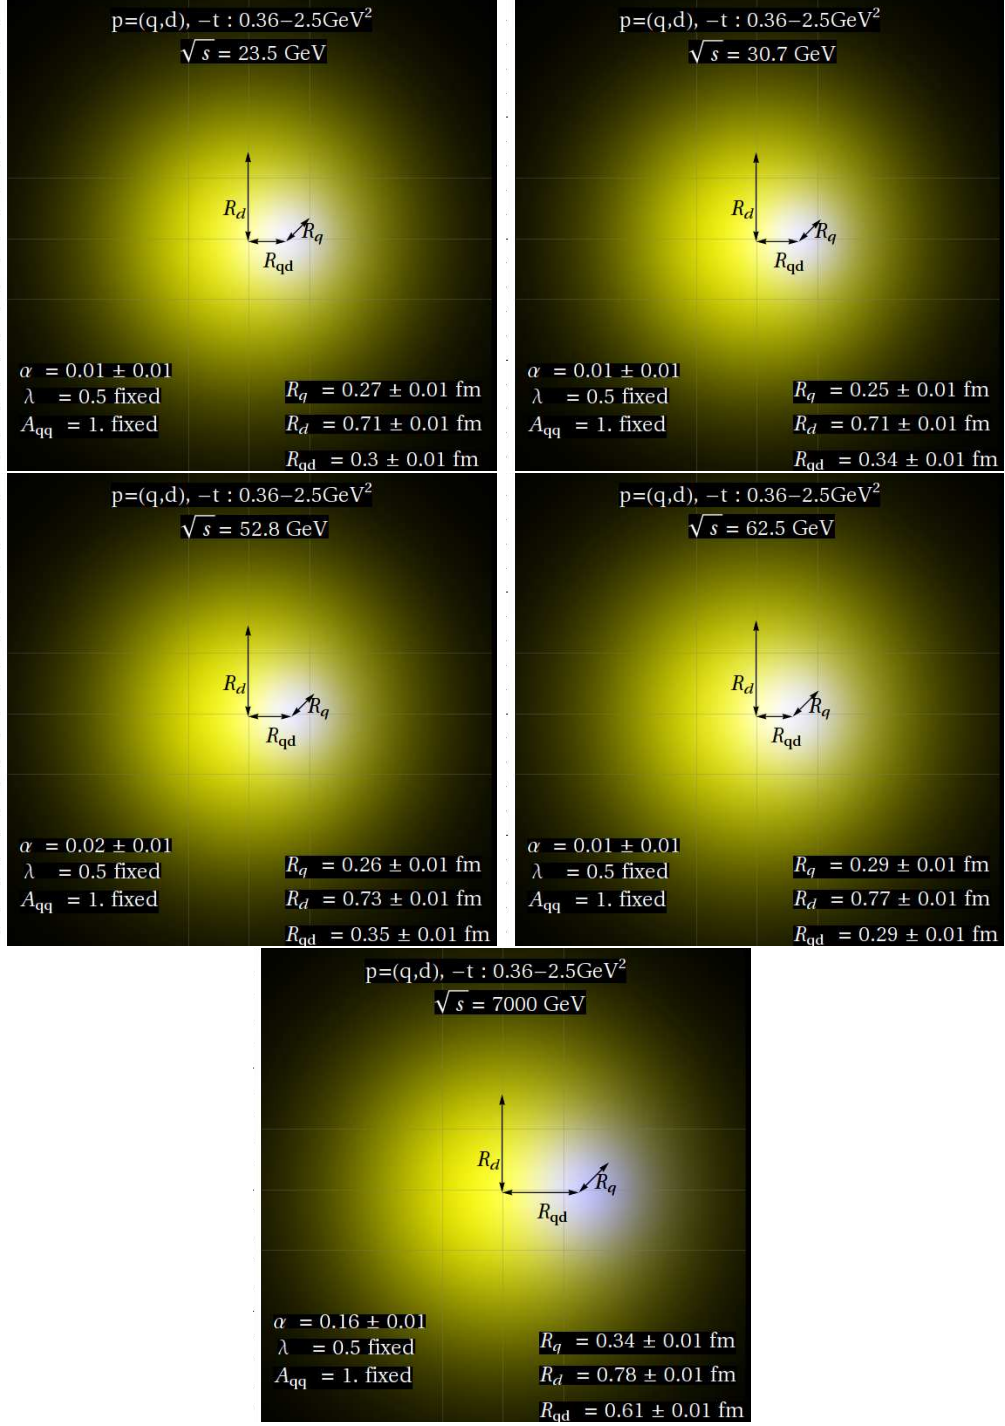 p=(q,d), −t : 0.36−2.5GeV²
√s = 23.5 GeV
R_d
R_q
R_qd
α = 0.01 ± 0.01
λ = 0.5 fixed
A_qq = 1. fixed
R_q = 0.27 ± 0.01 fm
R_d = 0.71 ± 0.01 fm
R_qd = 0.3 ± 0.01 fm
p=(q,d), −t : 0.36−2.5GeV²
√s = 30.7 GeV
R_d
R_q
R_qd
α = 0.01 ± 0.01
λ = 0.5 fixed
A_qq = 1. fixed
R_q = 0.25 ± 0.01 fm
R_d = 0.71 ± 0.01 fm
R_qd = 0.34 ± 0.01 fm
p=(q,d), −t : 0.36−2.5GeV²
√s = 52.8 GeV
R_d
R_q
R_qd
α = 0.02 ± 0.01
λ = 0.5 fixed
A_qq = 1. fixed
R_q = 0.26 ± 0.01 fm
R_d = 0.73 ± 0.01 fm
R_qd = 0.35 ± 0.01 fm
p=(q,d), −t : 0.36−2.5GeV²
√s = 62.5 GeV
R_d
R_q
R_qd
α = 0.01 ± 0.01
λ = 0.5 fixed
A_qq = 1. fixed
R_q = 0.29 ± 0.01 fm
R_d = 0.77 ± 0.01 fm
R_qd = 0.29 ± 0.01 fm
p=(q,d), −t : 0.36−2.5GeV²
√s = 7000 GeV
R_d
R_q
R_qd
α = 0.16 ± 0.01
λ = 0.5 fixed
A_qq = 1. fixed
R_q = 0.34 ± 0.01 fm
R_d = 0.78 ± 0.01 fm
R_qd = 0.61 ± 0.01 fm